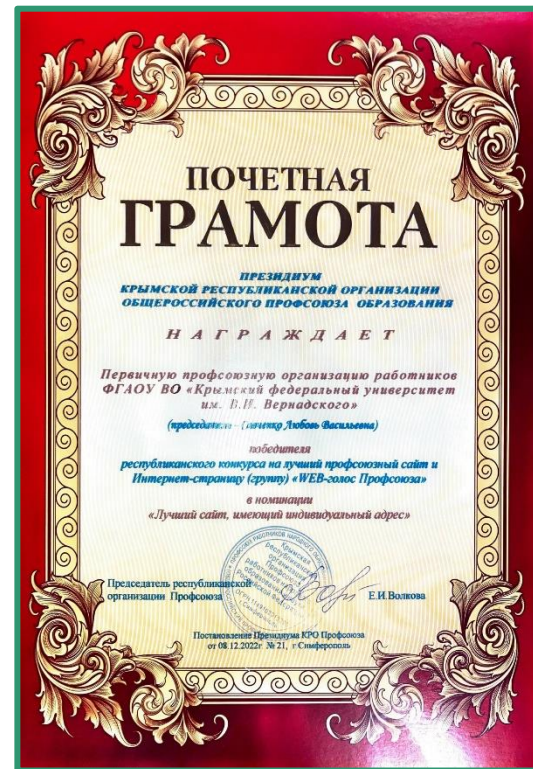 ПОЧЕТНАЯ
ГРАМОТА
ПРЕЗИДИУМ
КРЫМСКОЙ РЕСПУБЛИКАНСКОЙ ОРГАНИЗАЦИИ
ОБЩЕРОССИЙСКОГО ПРОФСОЮЗА ОБРАЗОВАНИЯ
НАГРАЖДАЕТ
Первичную профсоюзную организацию работников
ФГАОУ ВО «Крымский федеральный университет
им. В.И. Вернадского»
(председатель - Любовь Васильевна)
победителя
республиканского конкурса на лучший профсоюзный сайт и
Интернет-страницу (группу) «WEB-голос Профсоюза»
в номинации
«Лучший сайт, имеющий индивидуальный адрес»
Председатель республиканской
организации Профсоюза
Е.И.Волкова
Постановление Президиума КРО Профсоюза
от 08.12.2022г № 21, г.Симферополь